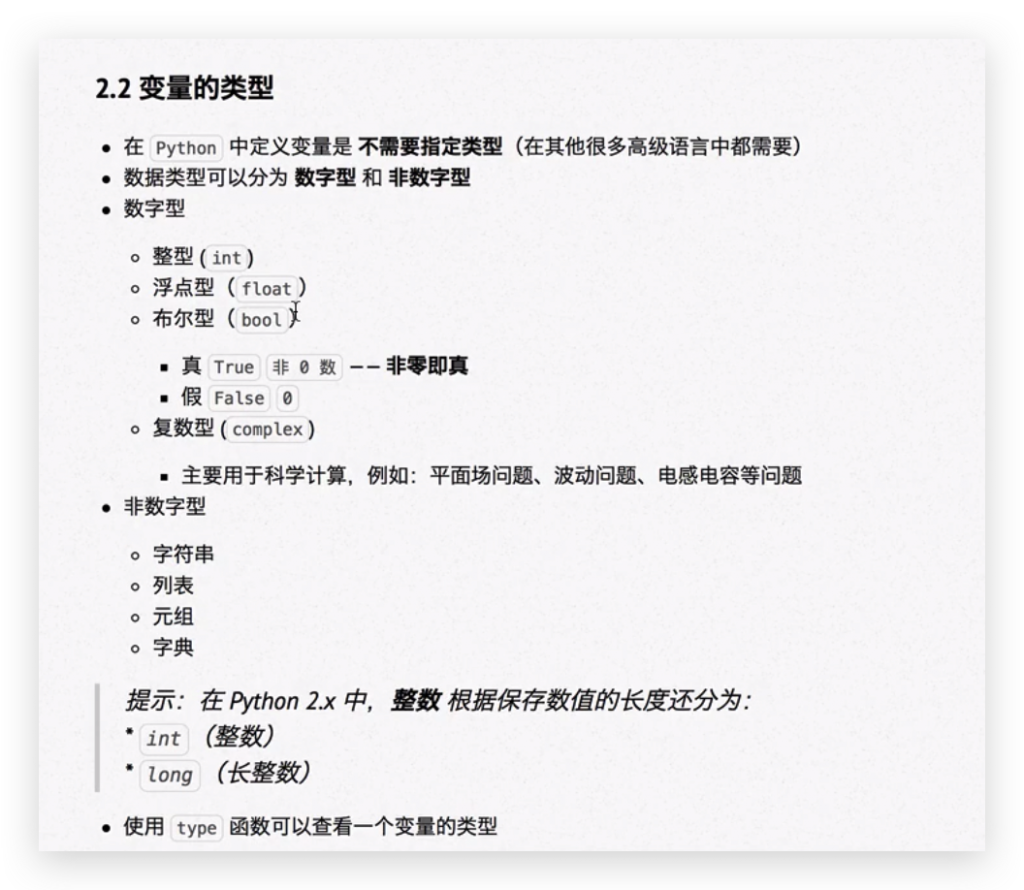 2.2 变量的类型
在 Python 中定义变量是 不需要指定类型（在其他很多高级语言中都需要）
数据类型可以分为 数字型 和 非数字型
数字型
整型 (int)
浮点型（float）
布尔型（bool）
真 True 非 0 数 -- 非零即真
假 False 0
复数型 (complex)
主要用于科学计算，例如：平面场问题、波动问题、电感电容等问题
非数字型
字符串
列表
元组
字典
提示：在 Python 2.x 中，整数 根据保存数值的长度还分为：
* int （整数）
* long （长整数）
使用 type 函数可以查看一个变量的类型